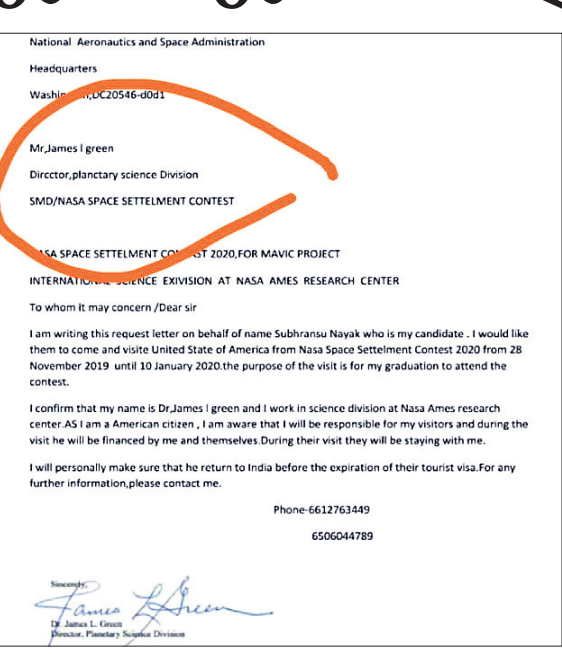 National Aeronautics and Space Administration
Headquarters
DC20546-d0d1
Mr,James l green
Dircctor,planctary science Division
SMD/NASA SPACE SETTELMENT CONTEST
SPACE SETTELMENT 2020,FOR MAVIC PROJECT
EXIVISION AT NASA AMES RESEARCH CENTER
To whom it may concern /Dear sir
I am writing this request letter on behalf of name Subhransu Nayak who is my candidate . I would like
them to come and visite United State of America from Nasa Space Settelment Contest 2020 from 28
November 2019 until 10 January 2020.the purpose of the visit is for my graduation to attend the
contest.
I confirm that my name is Dr,James l green and I work in science division at Nasa Ames research
center.AS I am a American citizen , I am aware that I will be responsible for my visitors and during the
visit he will be financed by me and themselves.During their visit they will be staying with me.
I will personally make sure that he return to India before the expiration of their tourist visa.For any
further information,please contact me.
Phone-6612763449
6506044789
Sincerely,
James L Green
Dr. James L. Green
Director, Planetary Science Division